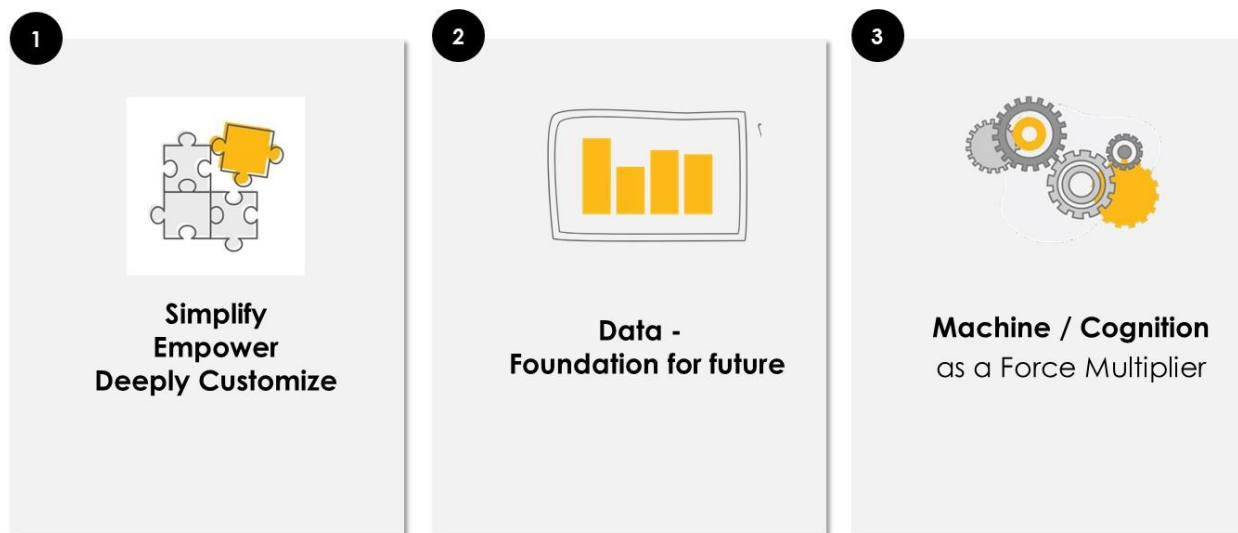 1
Simplify
Empower
Deeply Customize
2
Data -
Foundation for future
3
Machine / Cognition
as a Force Multiplier